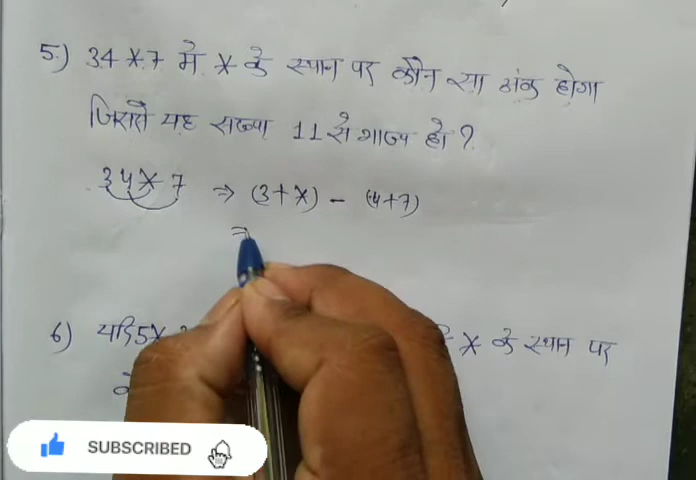 5.) 34*7 में * के स्थान पर कौन सा अंक होगा
जिससे यह संख्या 11 से भाज्य हो ?
34*7 ⇒ (3+*) - (4+7)
6) यदि 5* * के स्थान पर
SUBSCRIBED